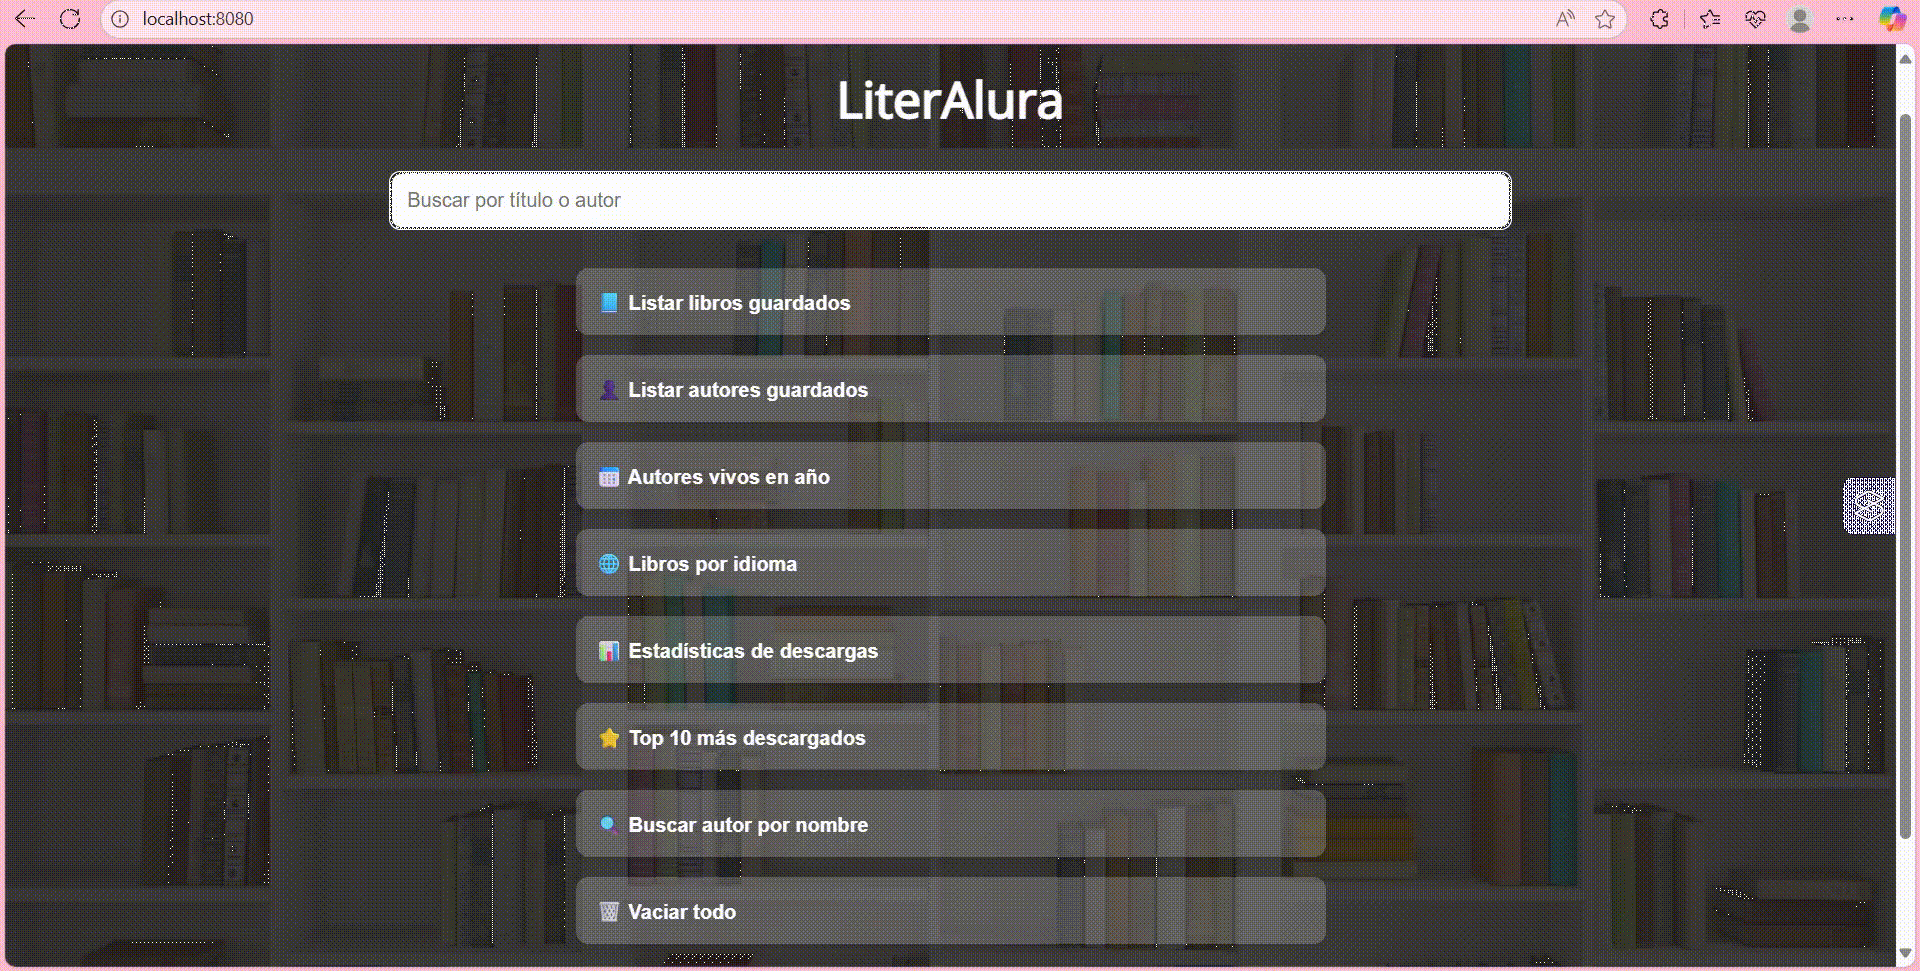 localhost:8080
LiterAlura
Buscar por título o autor
Listar libros guardados
Listar autores guardados
Autores vivos en año
Libros por idioma
Estadísticas de descargas
Top 10 más descargados
Buscar autor por nombre
Vaciar todo